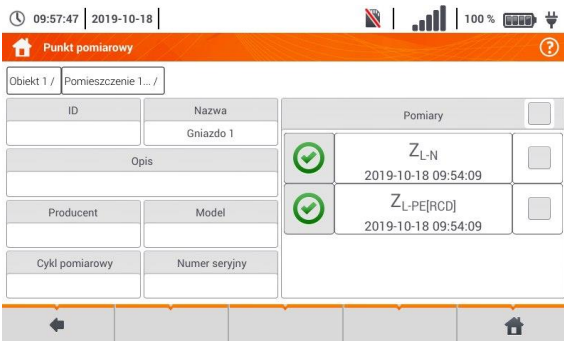 09:57:47 2019-10-18 100 %
Punkt pomiarowy ?
Obiekt 1 / Pomieszczenie 1... /
ID Nazwa
Gniazdo 1
Opis
Producent Model
Cykl pomiarowy Numer seryjny
Pomiary
ZL-N
2019-10-18 09:54:09
ZL-PE[RCD]
2019-10-18 09:54:09